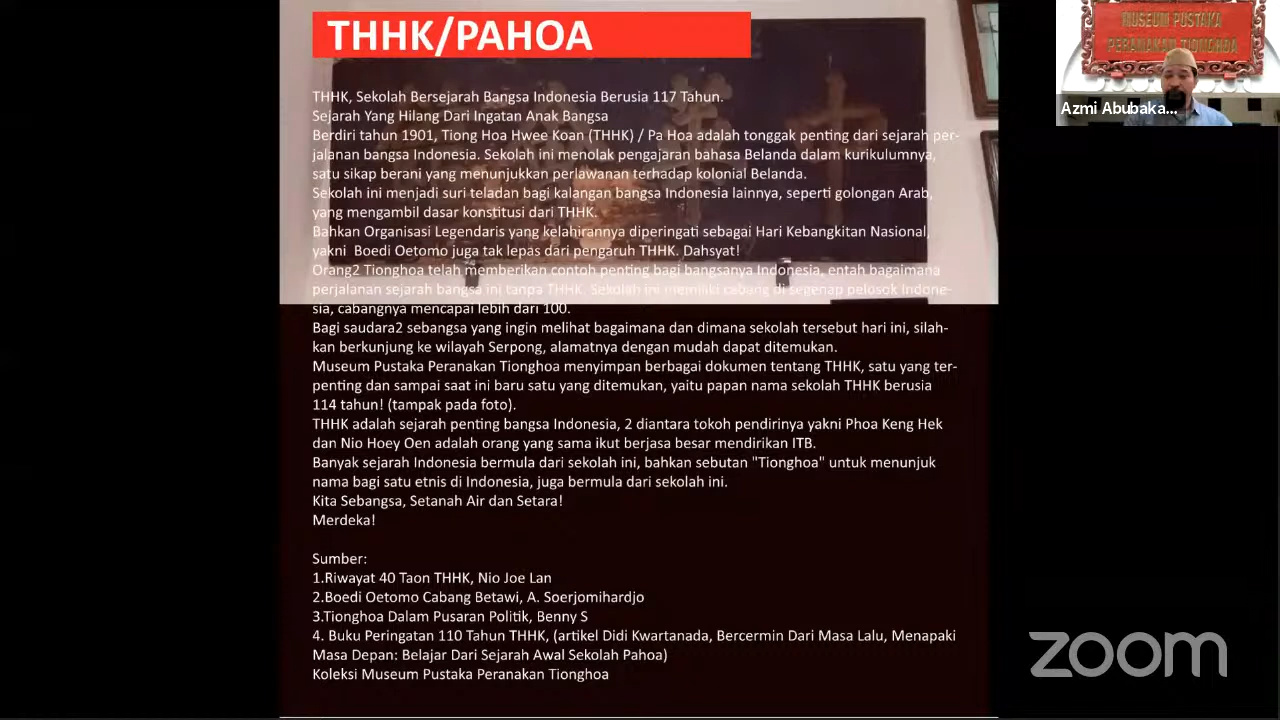 THHK/PAHOA
THHK, Sekolah Bersejarah Bangsa Indonesia Berusia 117 Tahun.
Sejarah Yang Hilang Dari Ingatan Anak Bangsa
Berdiri tahun 1901, Tiong Hoa Hwee Koan (THHK) / Pa Hoa adalah tonggak penting dari sejarah per-
jalanan bangsa Indonesia. Sekolah ini menolak pengajaran bahasa Belanda dalam kurikulumnya,
satu sikap berani yang menunjukkan perlawanan terhadap kolonial Belanda.
Sekolah ini menjadi suri teladan bagi kalangan bangsa Indonesia lainnya, seperti golongan Arab,
yang mengambil dasar konstitusi dari THHK.
Bahkan Organisasi Legendaris yang kelahirannya diperingati sebagai Hari Kebangkitan Nasional,
yakni  Boedi Oetomo juga tak lepas dari pengaruh THHK. Dahsyat!
Orang2 Tionghoa telah memberikan contoh penting bagi bangsanya Indonesia, entah bagaimana
perjalanan sejarah bangsa ini tanpa THHK. Sekolah ini memiliki cabang di segenap pelosok Indone-
sia, cabangnya mencapai lebih dari 100.
Bagi saudara2 sebangsa yang ingin melihat bagaimana dan dimana sekolah tersebut hari ini, silah-
kan berkunjung ke wilayah Serpong, alamatnya dengan mudah dapat ditemukan.
Museum Pustaka Peranakan Tionghoa menyimpan berbagai dokumen tentang THHK, satu yang ter-
penting dan sampai saat ini baru satu yang ditemukan, yaitu papan nama sekolah THHK berusia
114 tahun! (tampak pada foto).
THHK adalah sejarah penting bangsa Indonesia, 2 diantara tokoh pendirinya yakni Phoa Keng Hek
dan Nio Hoey Oen adalah orang yang sama ikut berjasa besar mendirikan ITB.
Banyak sejarah Indonesia bermula dari sekolah ini, bahkan sebutan "Tionghoa" untuk menunjuk
nama bagi satu etnis di Indonesia, juga bermula dari sekolah ini.
Kita Sebangsa, Setanah Air dan Setara!
Merdeka!
Sumber:
1.Riwayat 40 Taon THHK, Nio Joe Lan
2.Boedi Oetomo Cabang Betawi, A. Soerjomihardjo
3.Tionghoa Dalam Pusaran Politik, Benny S
4. Buku Peringatan 110 Tahun THHK, (artikel Didi Kwartanada, Bercermin Dari Masa Lalu, Menapaki
Masa Depan: Belajar Dari Sejarah Awal Sekolah Pahoa)
Koleksi Museum Pustaka Peranakan Tionghoa
MUSEUM PUSTAKA
PERANAKAN TIONGHOA
Azmi Abubaka...
zoom